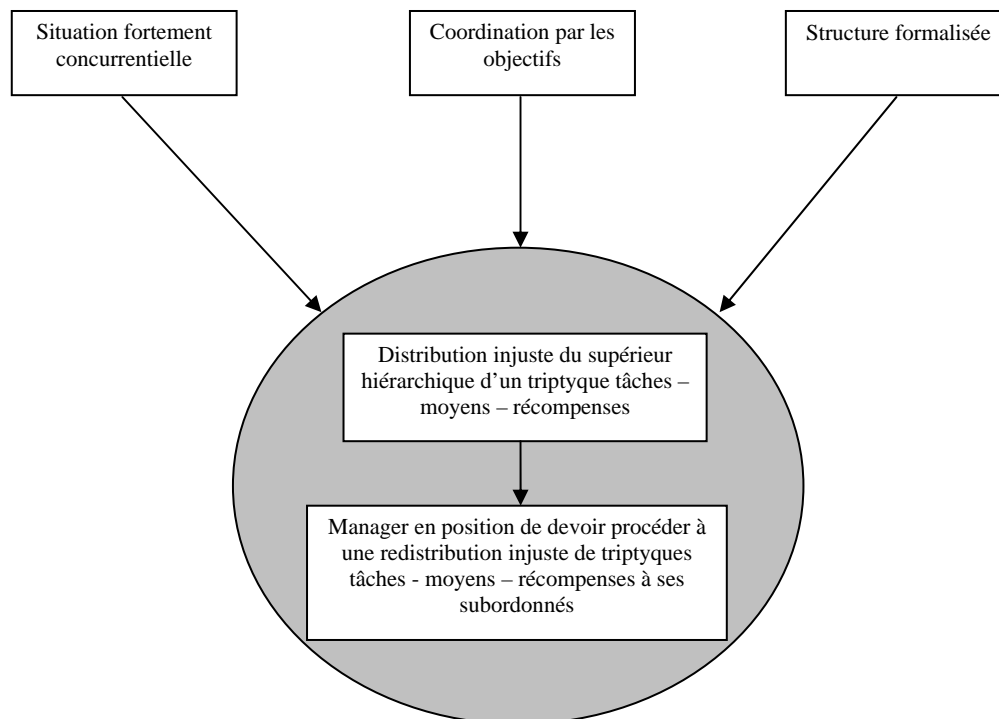 Situation fortement
concurrentielle
Coordination par les
objectifs
Structure formalisée
Distribution injuste du supérieur
hiérarchique d’un triptyque tâches –
moyens – récompenses
Manager en position de devoir procéder à
une redistribution injuste de triptyques
tâches - moyens – récompenses à ses
subordonnés